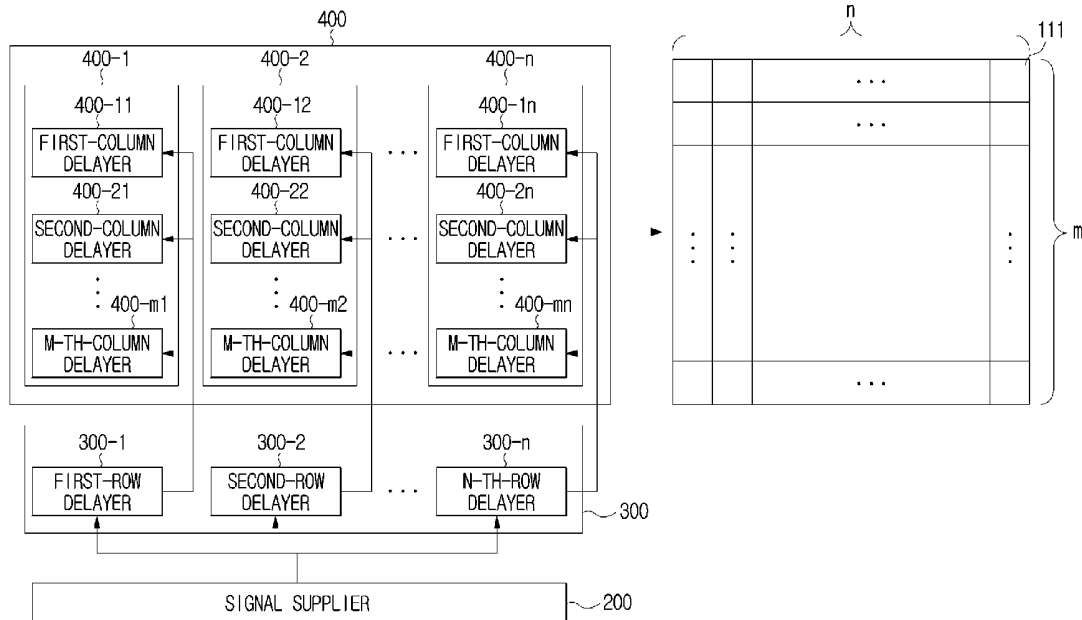 400
n
111
400-1
400-2
400-n
400-11
400-12
400-1n
FIRST-COLUMN
DELAYER
FIRST-COLUMN
DELAYER
...
FIRST-COLUMN
DELAYER
...
...
400-21
400-22
400-2n
SECOND-COLUMN
DELAYER
SECOND-COLUMN
DELAYER
...
SECOND-COLUMN
DELAYER
m
400-m1
400-m2
400-mn
M-TH-COLUMN
DELAYER
M-TH-COLUMN
DELAYER
...
M-TH-COLUMN
DELAYER
...
300-1
300-2
300-n
FIRST-ROW
DELAYER
SECOND-ROW
DELAYER
...
N-TH-ROW
DELAYER
300
SIGNAL SUPPLIER
200